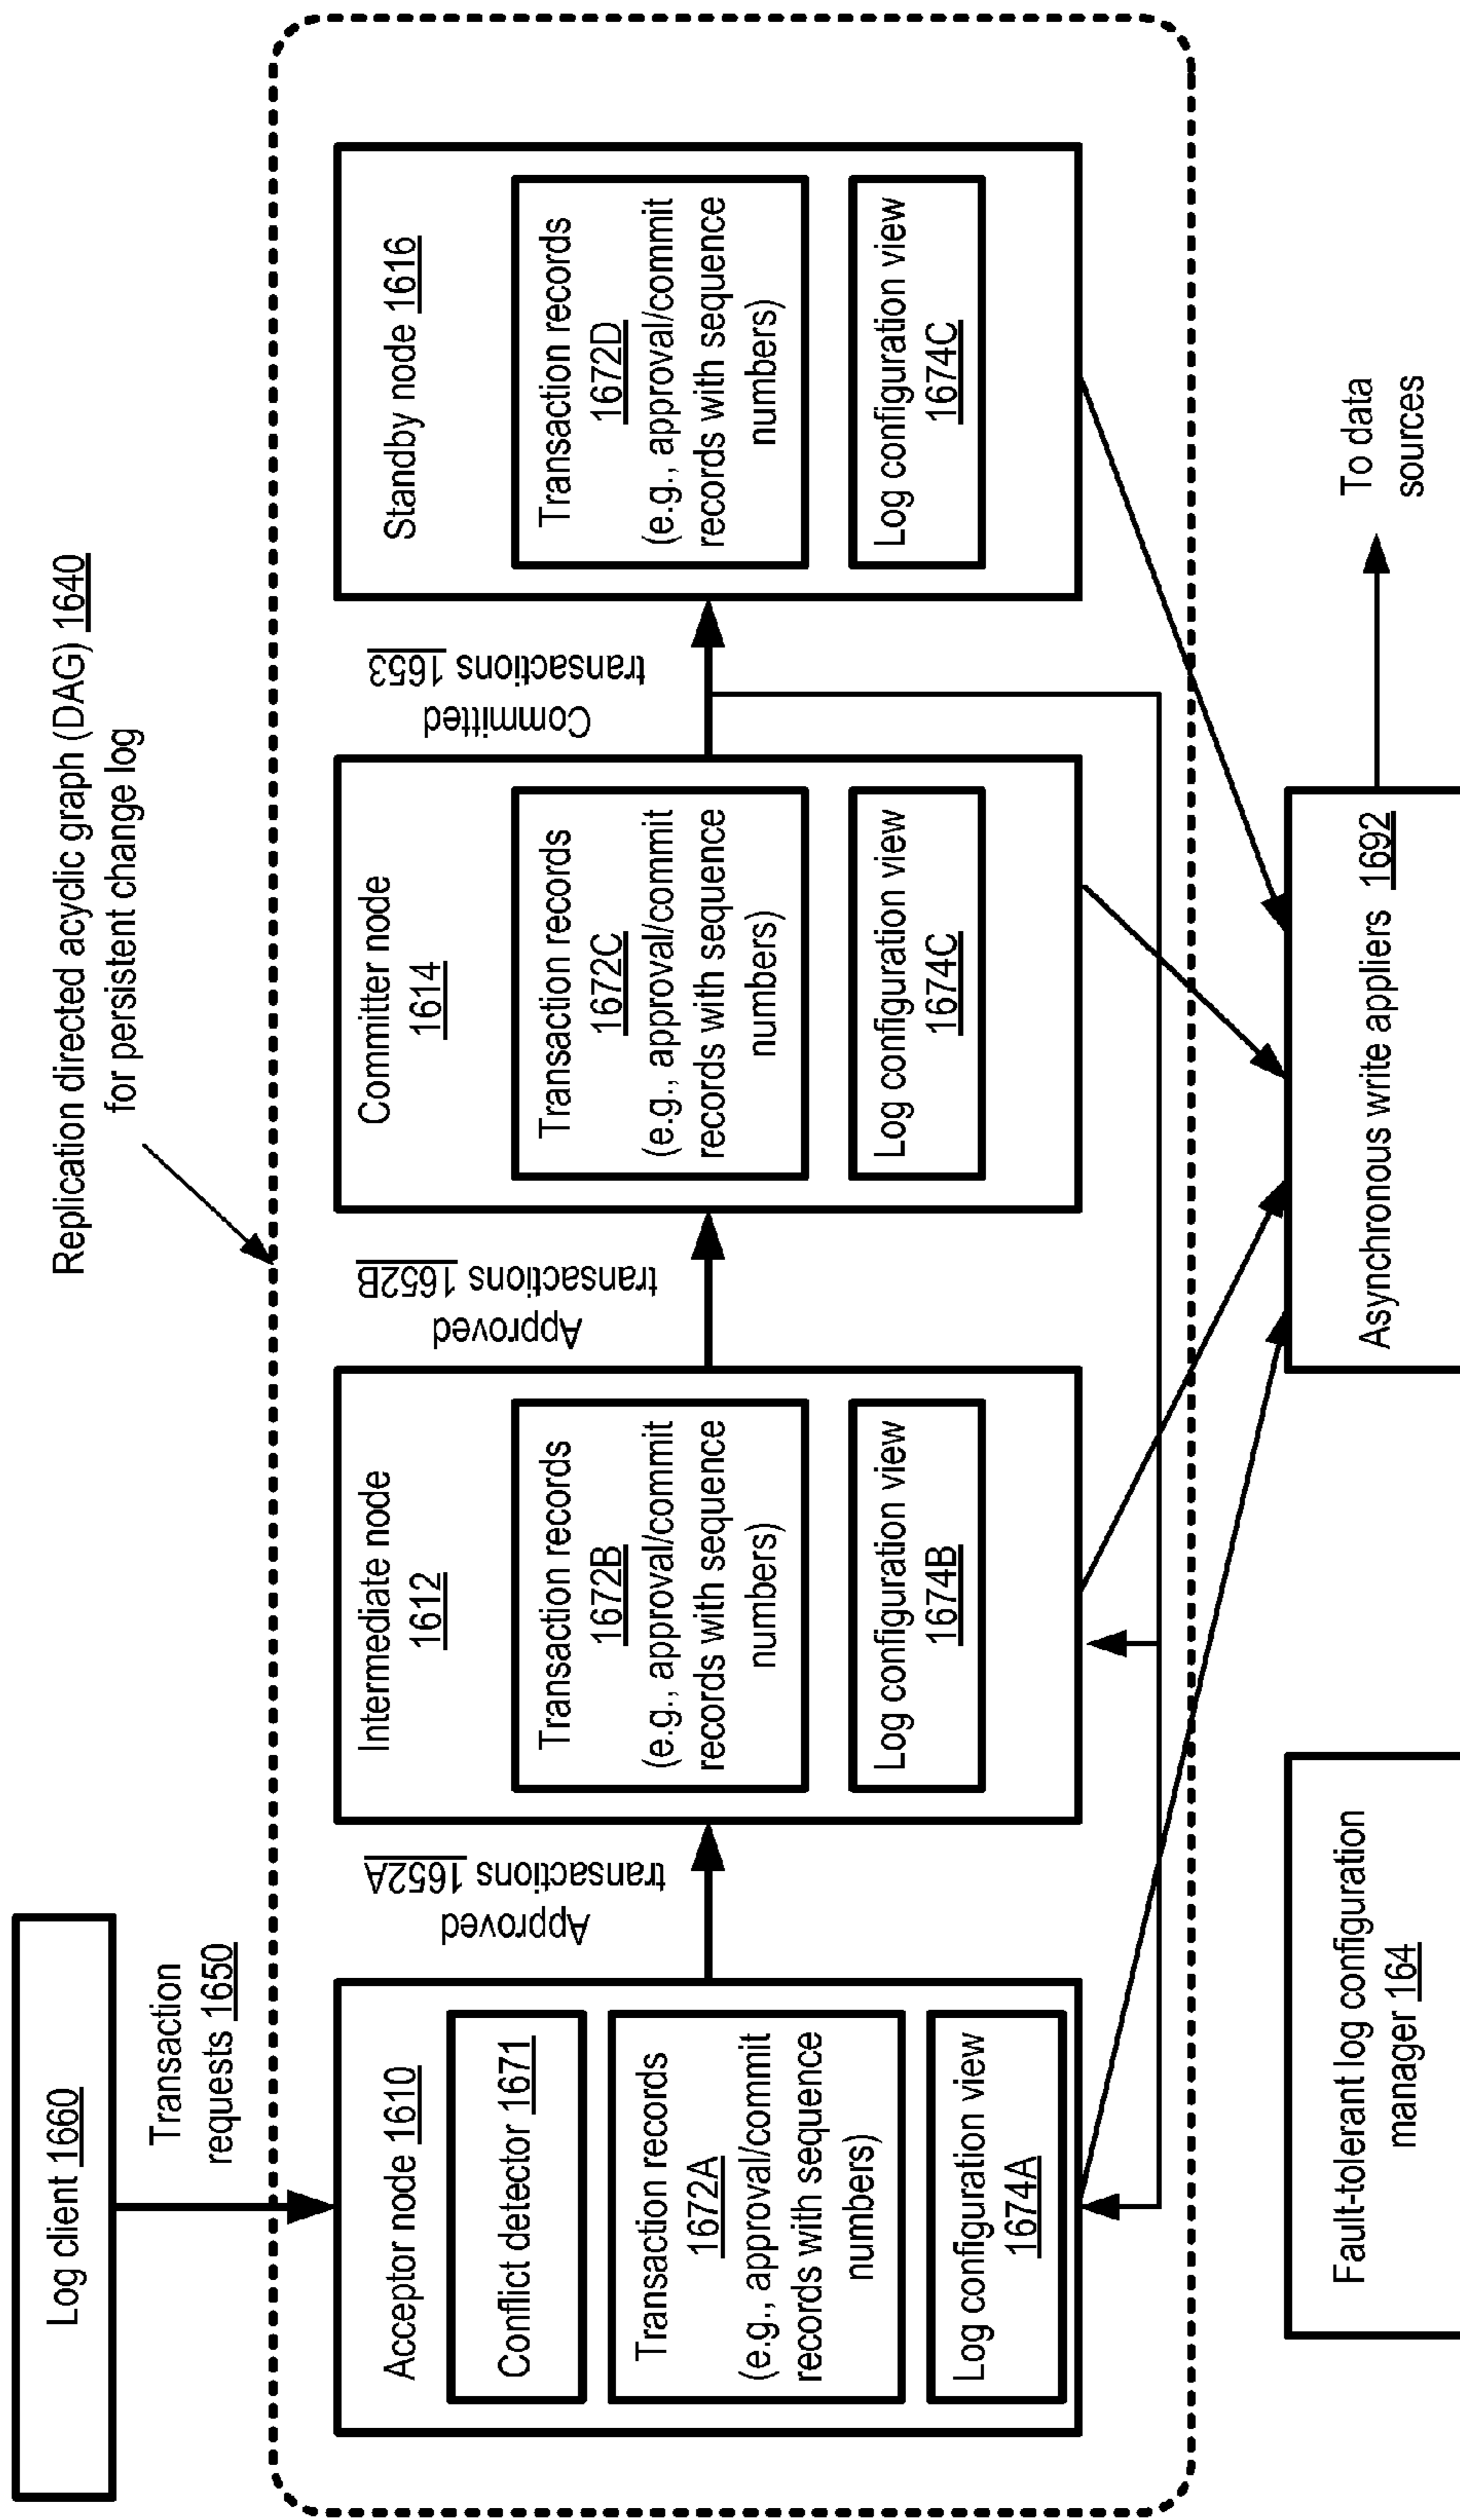 Replication directed acyclic graph (DAG) 1640
for persistent change log
Log client 1660
Transaction
requests 1650
Acceptor node 1610
Conflict detector 1671
Transaction records
1672A
(e.g., approval/commit
records with sequence
numbers)
Log configuration view
1674A
Approved
transactions 1652A
Intermediate node
1612
Transaction records
1672B
(e.g., approval/commit
records with sequence
numbers)
Log configuration view
1674B
Approved
transactions 1652B
Committer node
1614
Transaction records
1672C
(e.g., approval/commit
records with sequence
numbers)
Log configuration view
1674C
Committed
transactions 1653
Standby node 1616
Transaction records
1672D
(e.g., approval/commit
records with sequence
numbers)
Log configuration view
1674C
Fault-tolerant log configuration
manager 164
Asynchronous write appliers 1692
To data
sources